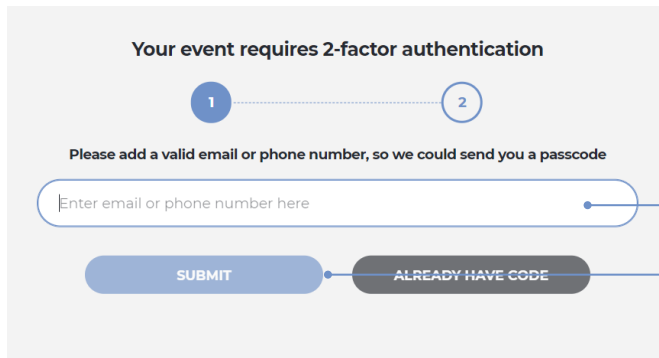 Your event requires 2-factor authentication
1 2
Please add a valid email or phone number, so we could send you a passcode
Enter email or phone number here
SUBMIT ALREADY HAVE CODE